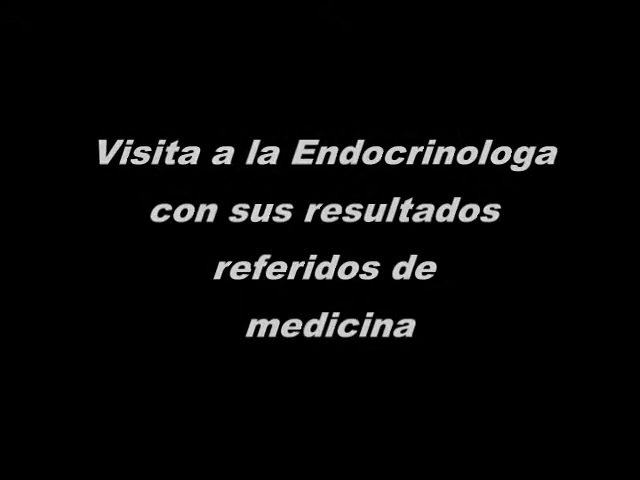 Visita a la Endocrinologa
con sus resultados
referidos de
medicina